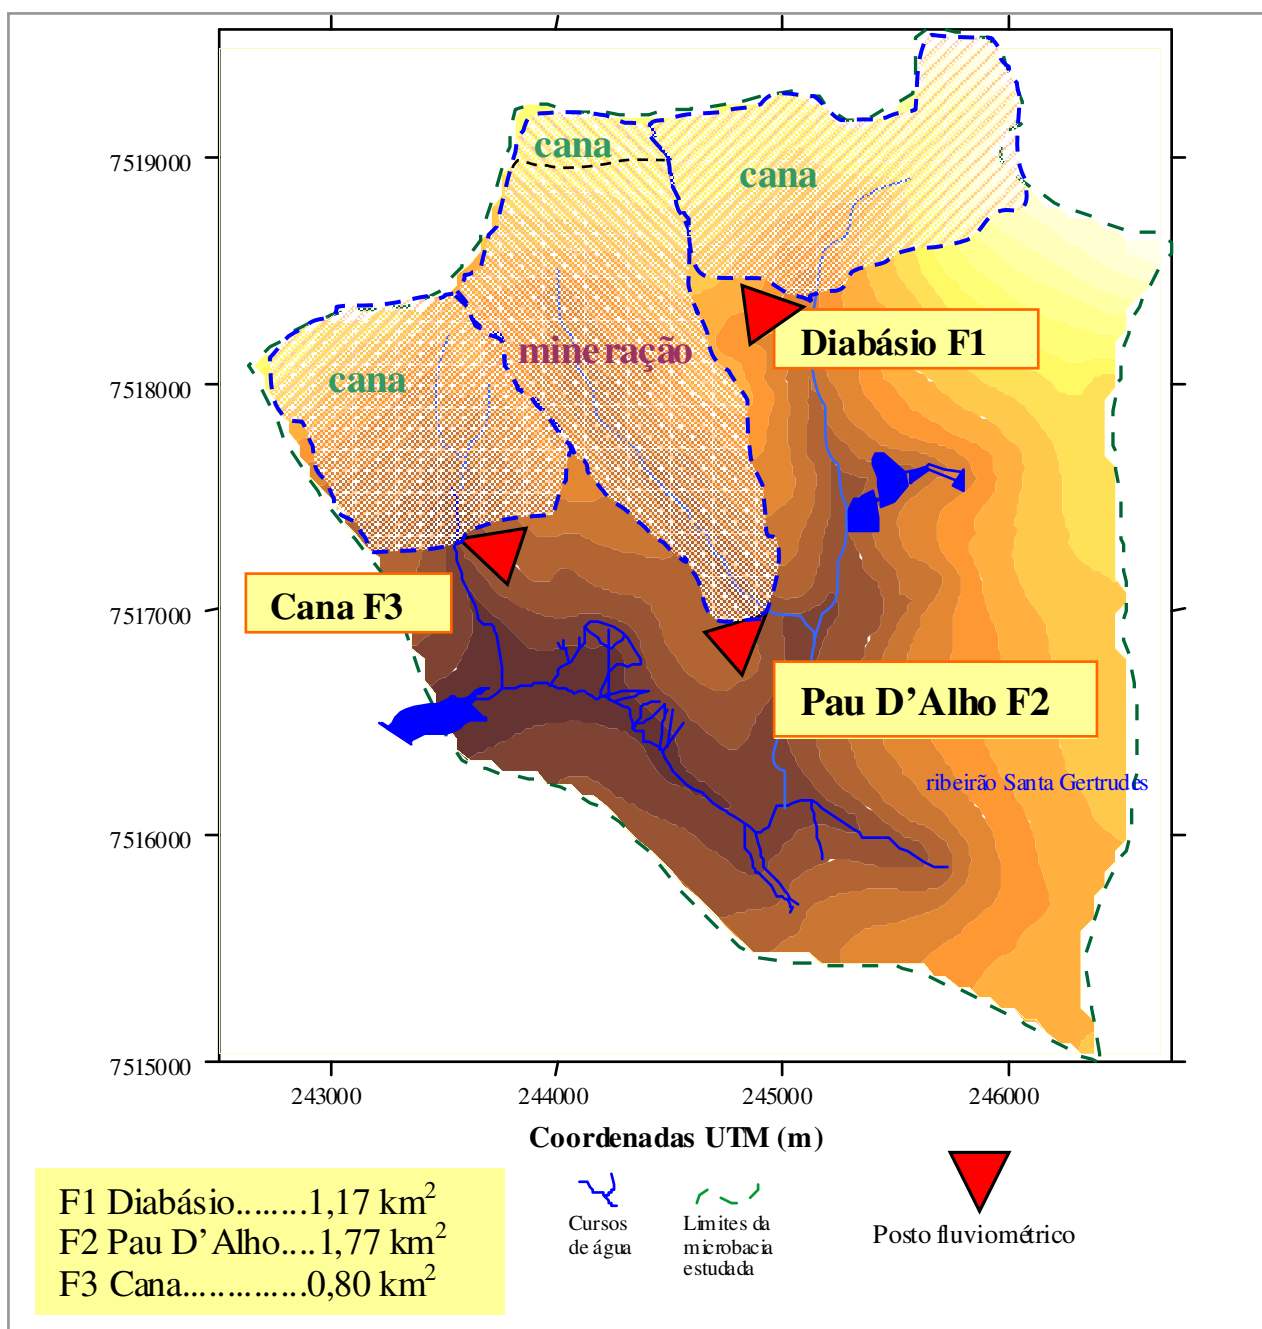 cana
cana
7519000
Diabásio F1
mineração
cana
7518000
Cana F3
7517000
Pau D’Alho F2
ribeirão Santa Gertrudes
7516000
7515000
243000 244000 245000 246000
Coordenadas UTM (m)
F1 Diabásio........1,17 km²
F2 Pau D’Alho....1,77 km²
F3 Cana.............0,80 km²
Cursos
de água
Limites da
microbacia
estudada
Posto fluviométrico